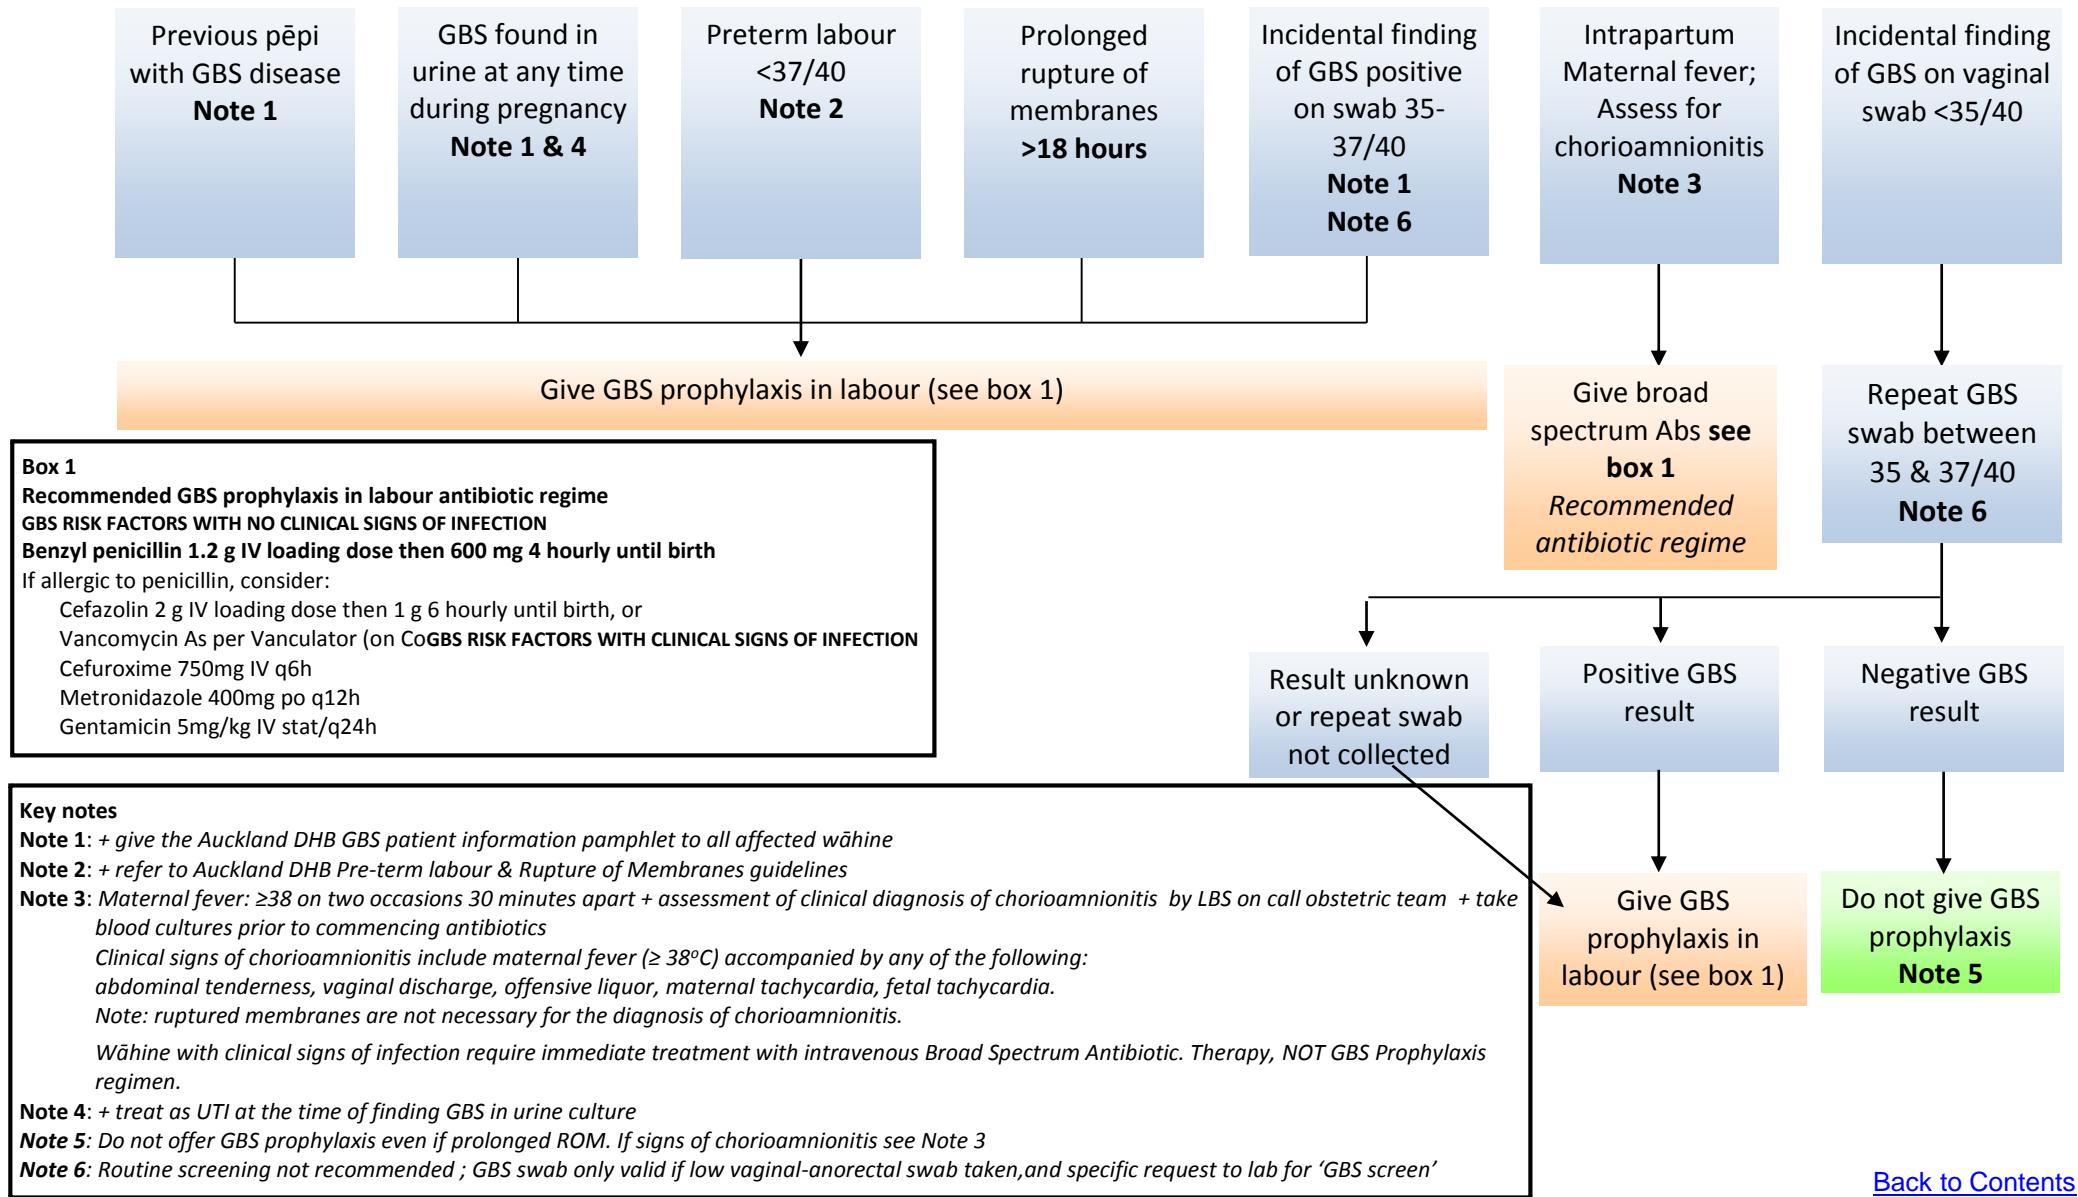 Previous pēpi
with GBS disease
Note 1
GBS found in
urine at any time
during pregnancy
Note 1 & 4
Preterm labour
<37/40
Note 2
Prolonged
rupture of
membranes
>18 hours
Incidental finding
of GBS positive
on swab 35-
37/40
Note 1
Note 6
Intrapartum
Maternal fever;
Assess for
chorioamnionitis
Note 3
Incidental finding
of GBS on vaginal
swab <35/40
Give GBS prophylaxis in labour (see box 1)
Give broad
spectrum Abs see
box 1
Recommended
antibiotic regime
Repeat GBS
swab between
35 & 37/40
Note 6
Box 1
Recommended GBS prophylaxis in labour antibiotic regime
GBS RISK FACTORS WITH NO CLINICAL SIGNS OF INFECTION
Benzyl penicillin 1.2 g IV loading dose then 600 mg 4 hourly until birth
If allergic to penicillin, consider:
Cefazolin 2 g IV loading dose then 1 g 6 hourly until birth, or
Vancomycin As per Vanculator (on CoGBS RISK FACTORS WITH CLINICAL SIGNS OF INFECTION
Cefuroxime 750mg IV q6h
Metronidazole 400mg po q12h
Gentamicin 5mg/kg IV stat/q24h
Result unknown
or repeat swab
not collected
Positive GBS
result
Negative GBS
result
Give GBS
prophylaxis in
labour (see box 1)
Do not give GBS
prophylaxis
Note 5
Key notes
Note 1: + give the Auckland DHB GBS patient information pamphlet to all affected wāhine
Note 2: + refer to Auckland DHB Pre-term labour & Rupture of Membranes guidelines
Note 3: Maternal fever: ≥38 on two occasions 30 minutes apart + assessment of clinical diagnosis of chorioamnionitis by LBS on call obstetric team + take
blood cultures prior to commencing antibiotics
Clinical signs of chorioamnionitis include maternal fever (≥ 38°C) accompanied by any of the following:
abdominal tenderness, vaginal discharge, offensive liquor, maternal tachycardia, fetal tachycardia.
Note: ruptured membranes are not necessary for the diagnosis of chorioamnionitis.
Wāhine with clinical signs of infection require immediate treatment with intravenous Broad Spectrum Antibiotic. Therapy, NOT GBS Prophylaxis
regimen.
Note 4: + treat as UTI at the time of finding GBS in urine culture
Note 5: Do not offer GBS prophylaxis even if prolonged ROM. If signs of chorioamnionitis see Note 3
Note 6: Routine screening not recommended ; GBS swab only valid if low vaginal-anorectal swab taken,and specific request to lab for ‘GBS screen’
Back to Contents